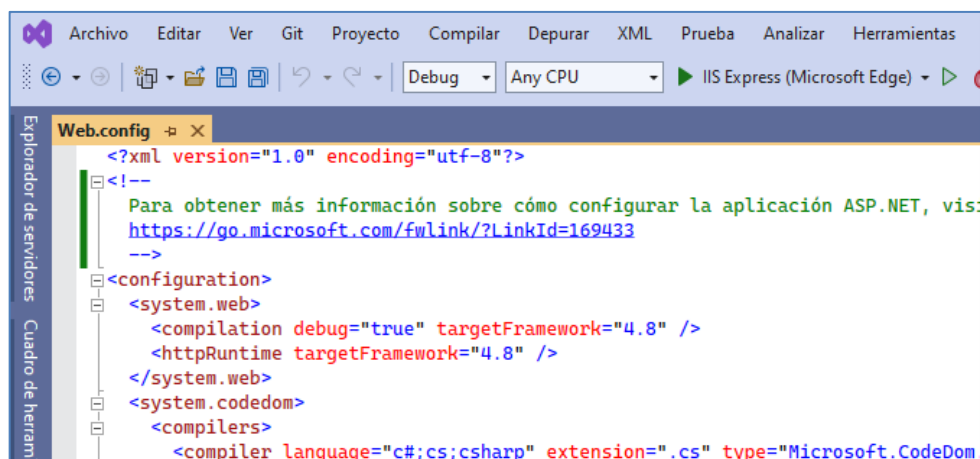 Archivo Editar Ver Git Proyecto Compilar Depurar XML Prueba Analizar Herramientas
Debug Any CPU IIS Express (Microsoft Edge)
Explorador de servidores
Cuadro de herram
Web.config
<?xml version="1.0" encoding="utf-8"?>
<!--
Para obtener más información sobre cómo configurar la aplicación ASP.NET, visi
https://go.microsoft.com/fwlink/?LinkId=169433
-->
<configuration>
<system.web>
<compilation debug="true" targetFramework="4.8" />
<httpRuntime targetFramework="4.8" />
</system.web>
<system.codedom>
<compilers>
<compiler language="c#;cs;csharp" extension=".cs" type="Microsoft.CodeDom